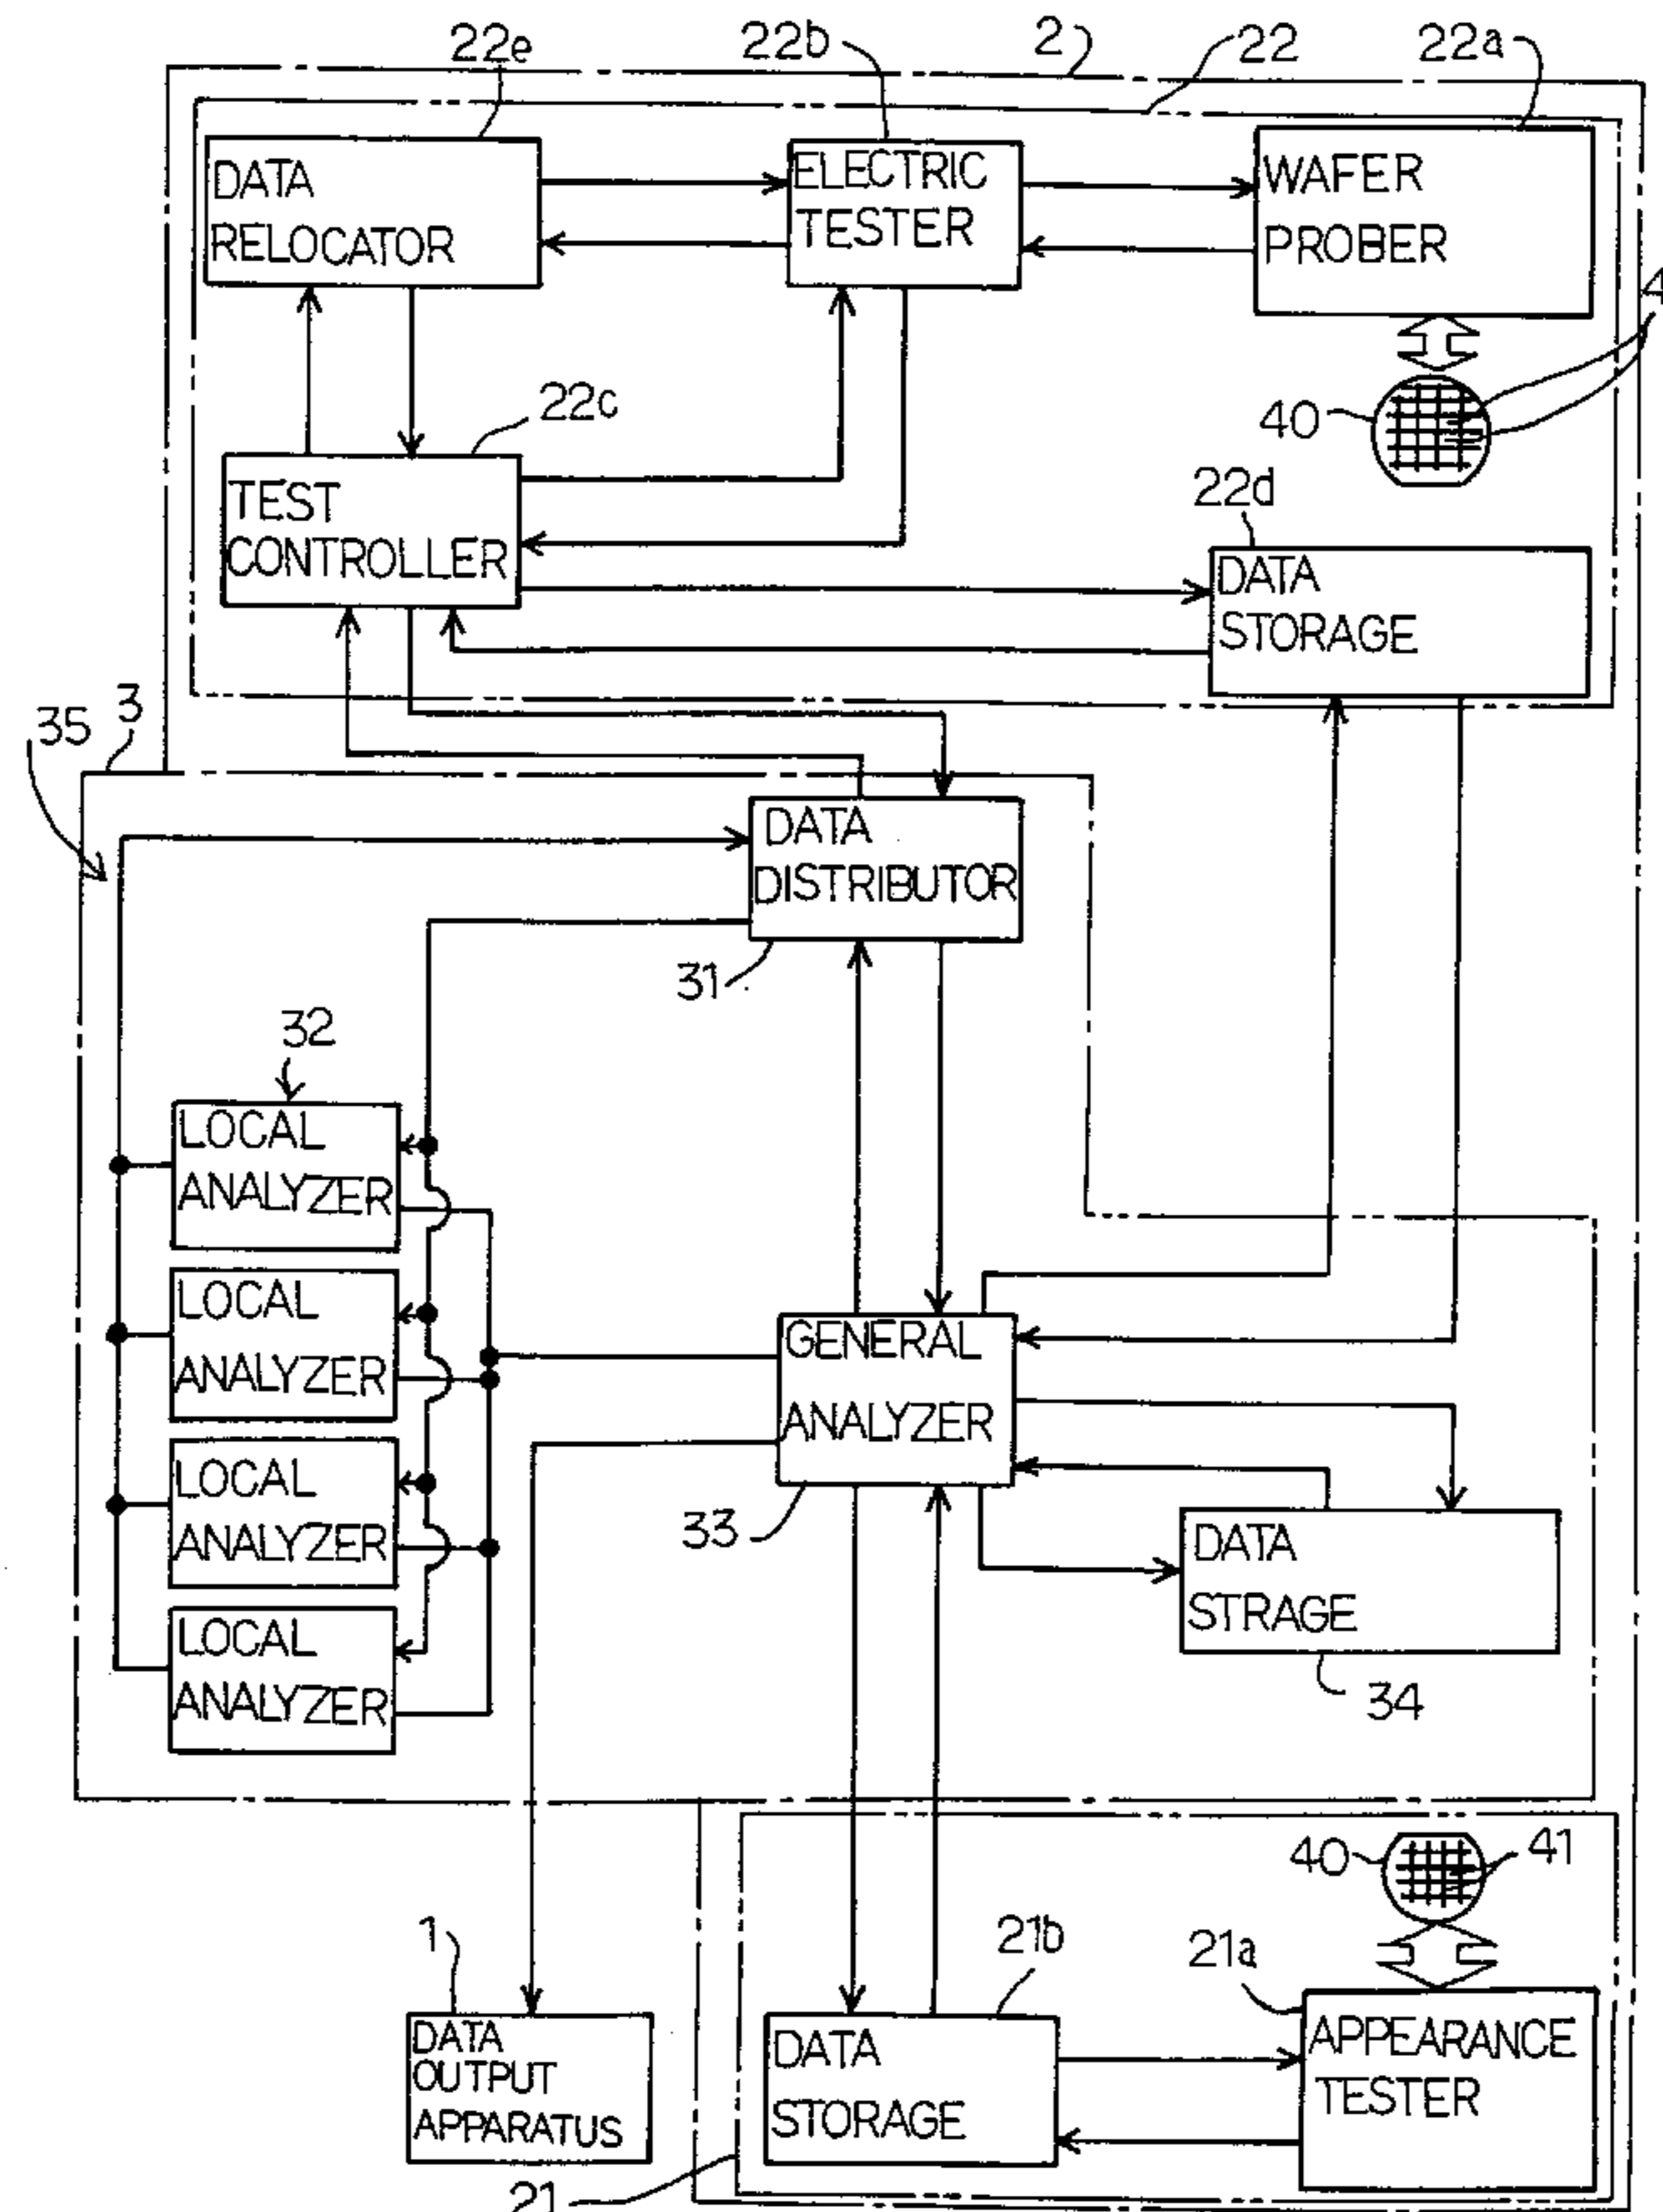 22e
22b
2
22
22a
DATA
RELOCATOR
ELECTRIC
TESTER
WAFER
PROBER
22c
40
TEST
CONTROLLER
22d
DATA
STORAGE
35
3
DATA
DISTRIBUTOR
31
32
LOCAL
ANALYZER
LOCAL
ANALYZER
LOCAL
ANALYZER
LOCAL
ANALYZER
GENERAL
ANALYZER
33
DATA
STRAGE
34
40
41
1
21b
21a
DATA
OUTPUT
APPARATUS
DATA
STORAGE
APPEARANCE
TESTER
21